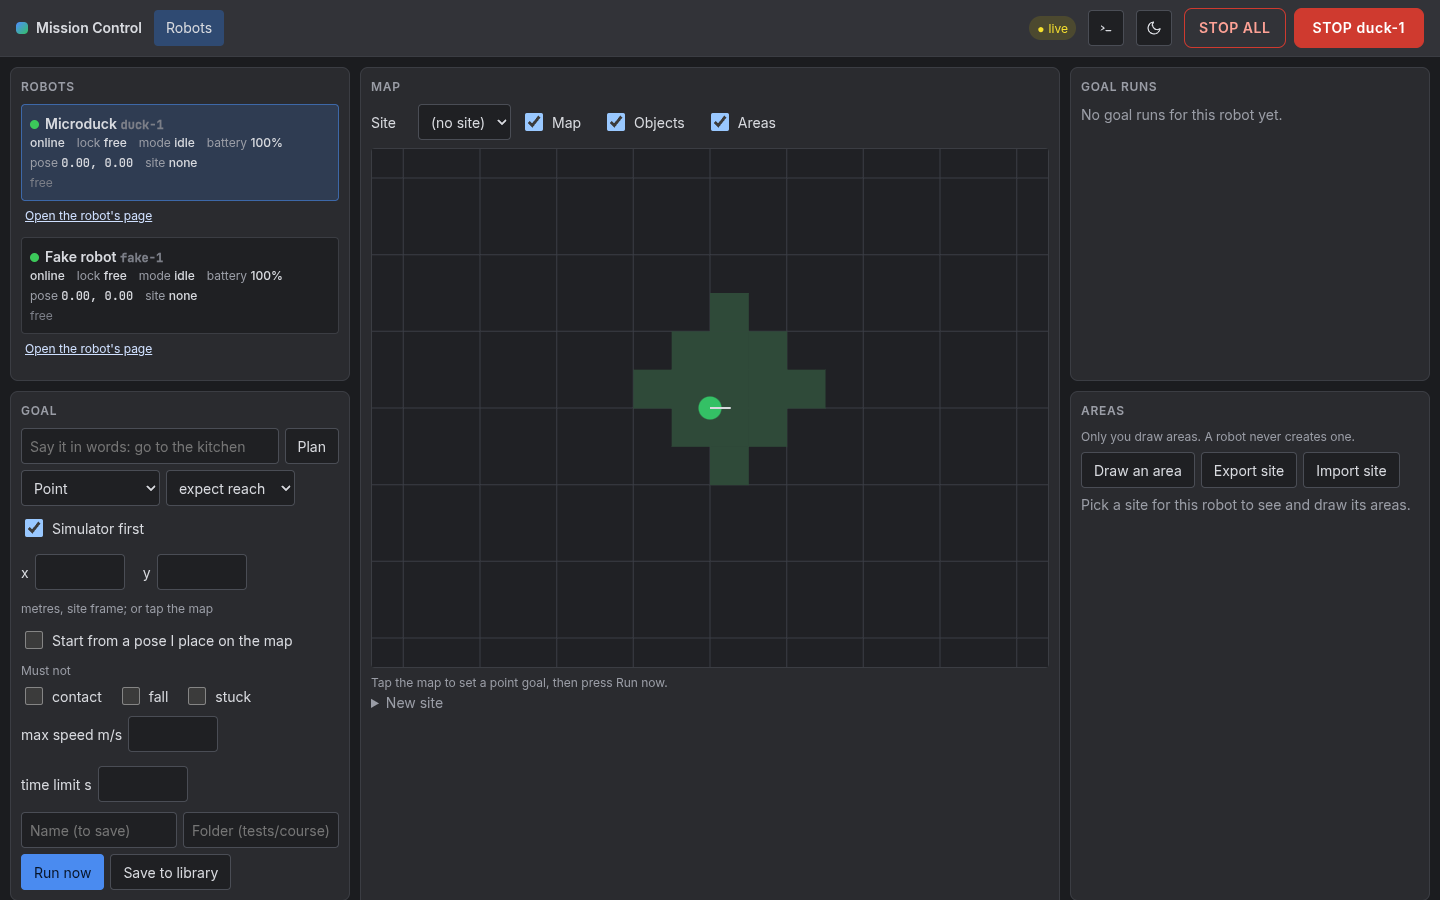 Mission Control
Robots
live
STOP ALL
STOP duck-1
ROBOTS
Microduck duck-1
online lock free mode idle battery 100%
pose 0.00, 0.00 site none
free
Open the robot's page
Fake robot fake-1
online lock free mode idle battery 100%
pose 0.00, 0.00 site none
free
Open the robot's page
GOAL
Say it in words: go to the kitchen
Plan
Point
expect reach
Simulator first
x
y
metres, site frame; or tap the map
Start from a pose I place on the map
Must not
contact fall stuck
max speed m/s
time limit s
Name (to save)
Folder (tests/course)
Run now
Save to library
MAP
Site (no site) Map Objects Areas
Tap the map to set a point goal, then press Run now.
New site
GOAL RUNS
No goal runs for this robot yet.
AREAS
Only you draw areas. A robot never creates one.
Draw an area
Export site
Import site
Pick a site for this robot to see and draw its areas.